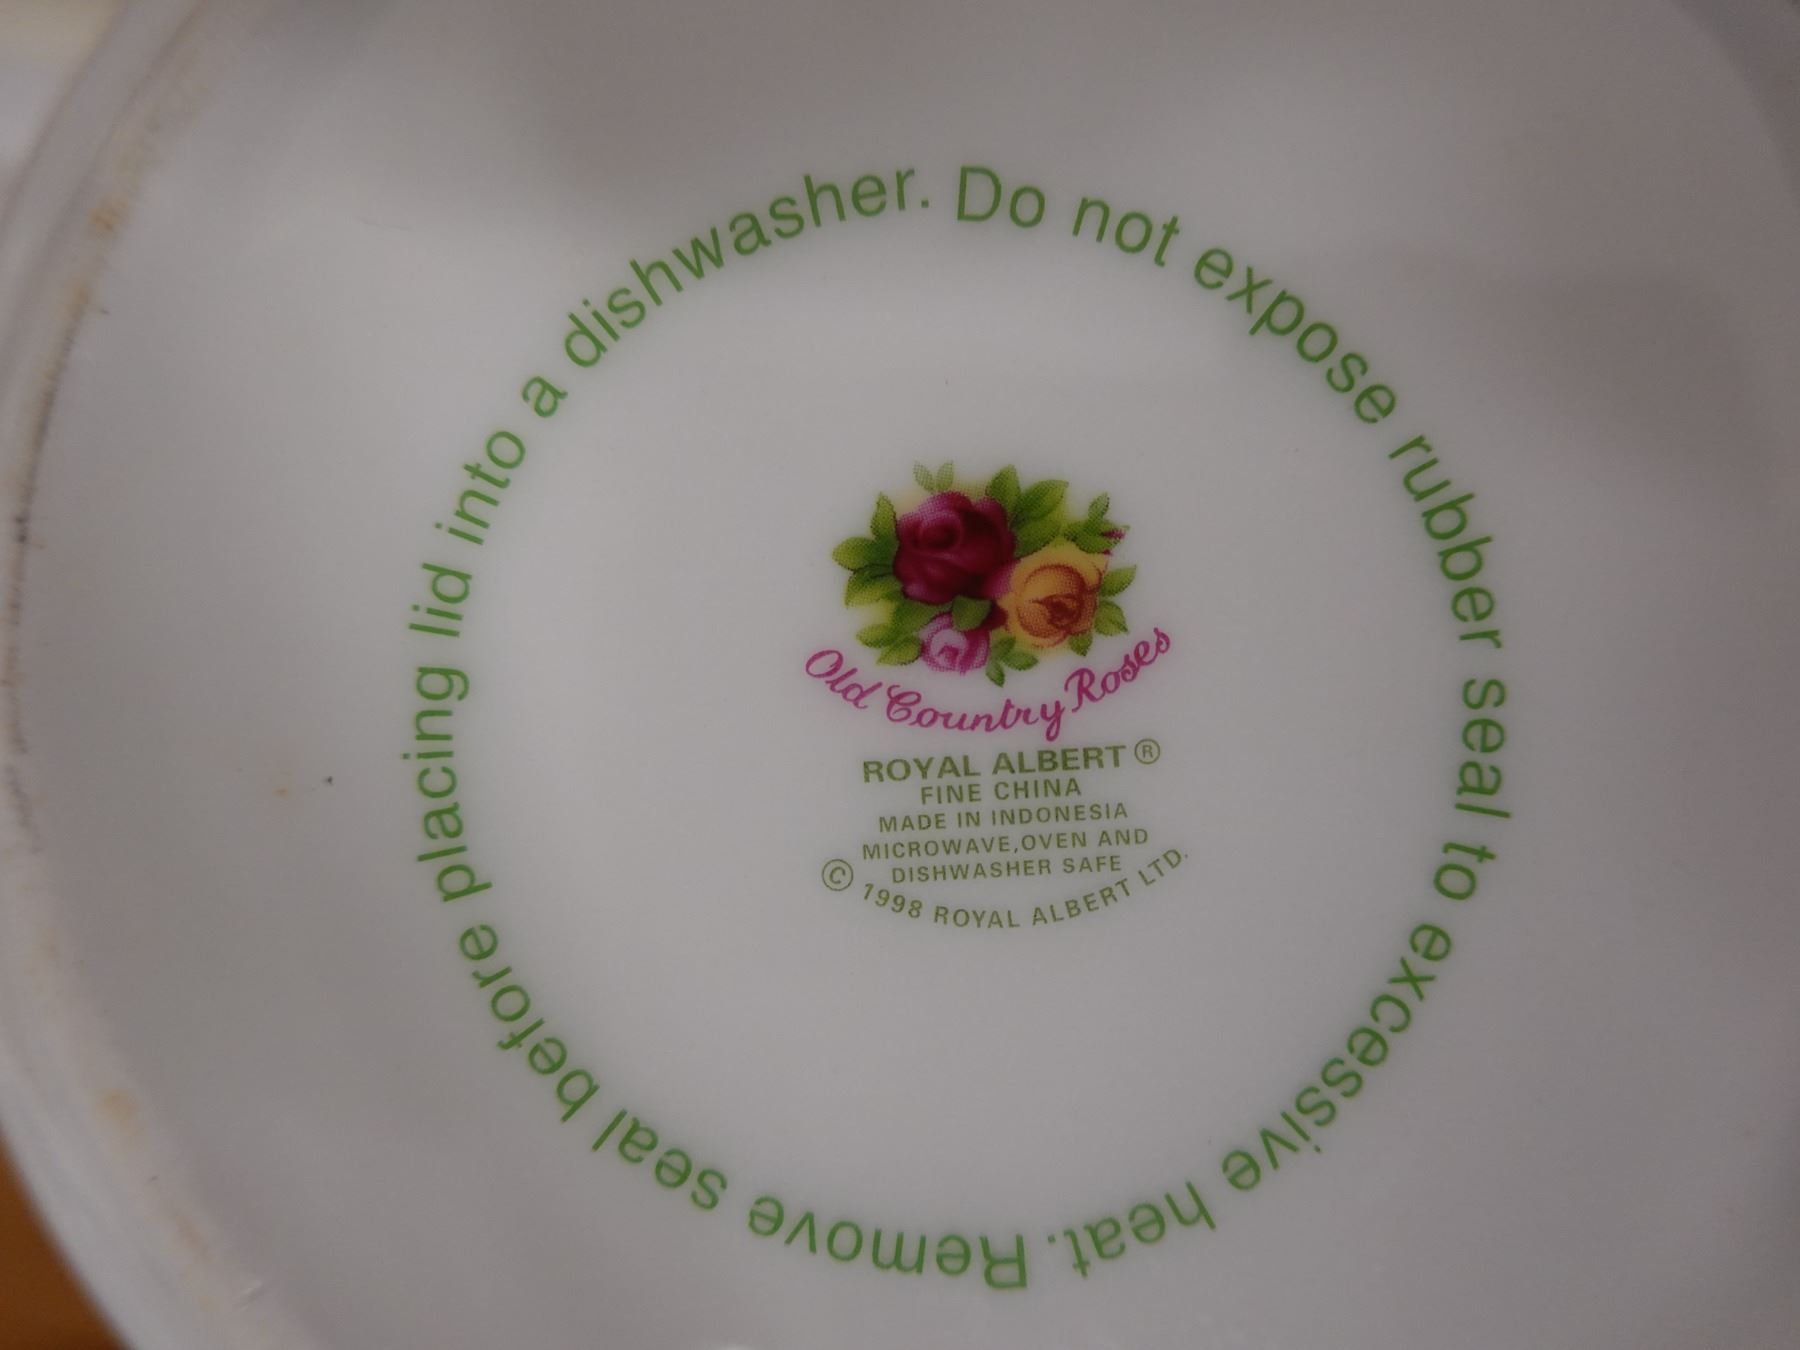 Do not expose rubber seal to excessive heat. Remove seal before placing lid into a dishwasher.
Old Country Roses
ROYAL ALBERT ®
FINE CHINA
MADE IN INDONESIA
MICROWAVE,OVEN AND
DISHWASHER SAFE
© 1998 ROYAL ALBERT LTD.